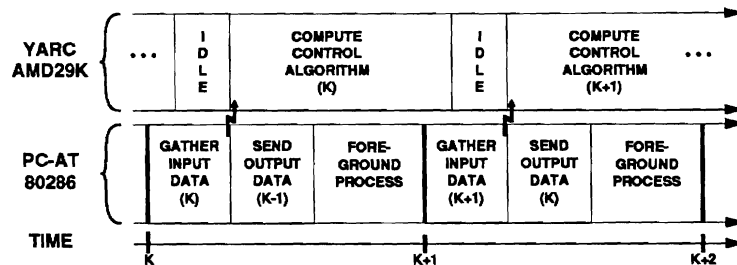 YARC
AMD29K
...
I
D
L
E
COMPUTE
CONTROL
ALGORITHM
(K)
I
D
L
E
COMPUTE
CONTROL
ALGORITHM
(K+1)
...
PC-AT
80286
GATHER
INPUT
DATA
(K)
SEND
OUTPUT
DATA
(K-1)
FORE-
GROUND
PROCESS
GATHER
INPUT
DATA
(K+1)
SEND
OUTPUT
DATA
(K)
FORE-
GROUND
PROCESS
TIME
K
K+1
K+2